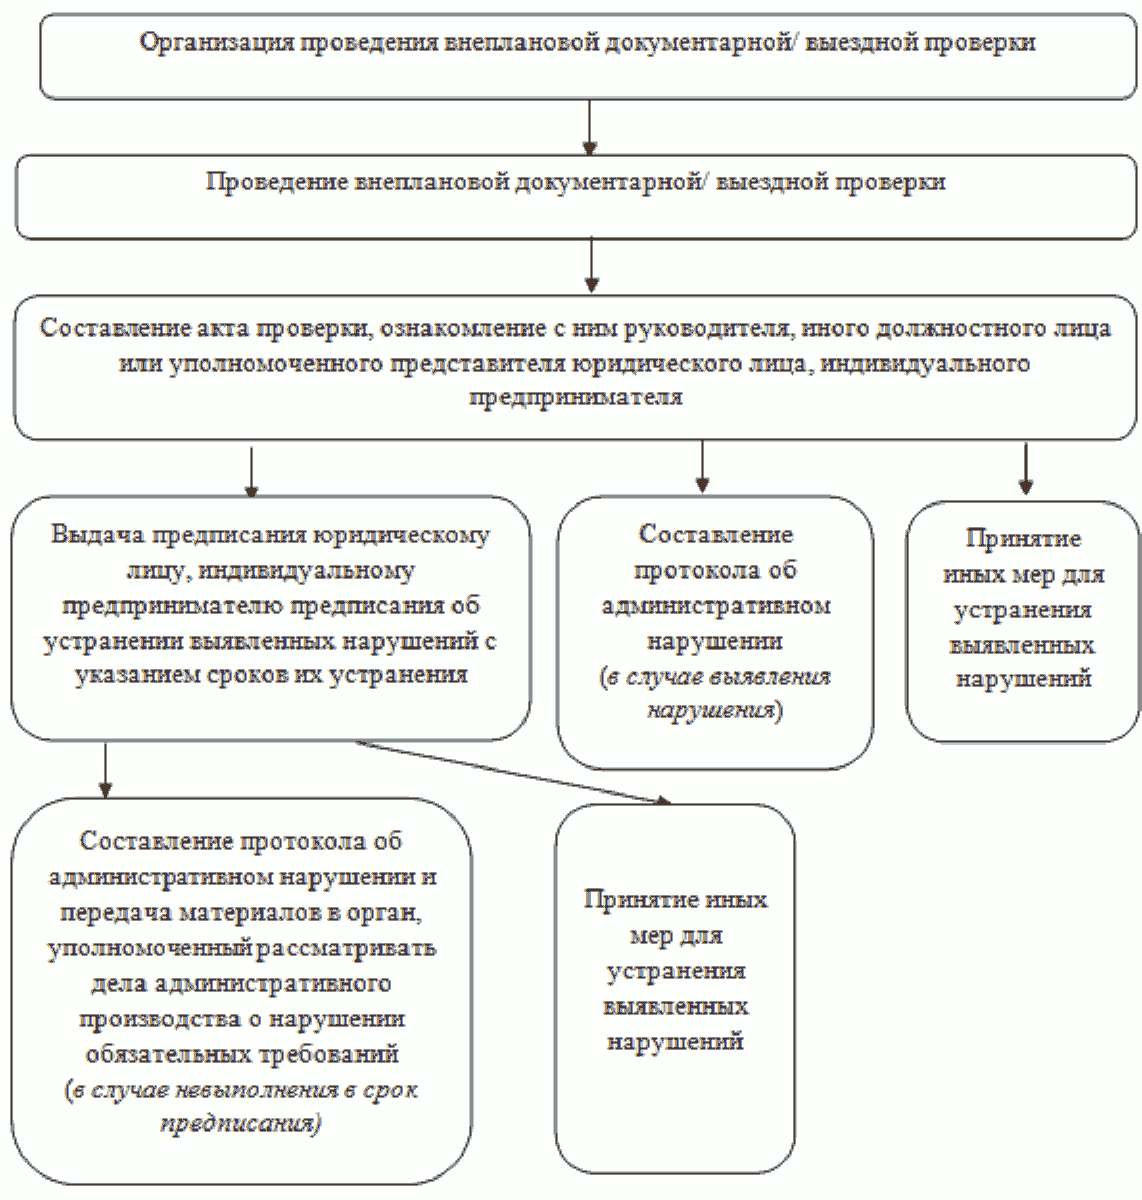 Организация проведения внеплановой документарной/ выездной проверки
Проведение внеплановой документарной/ выездной проверки
Составление акта проверки, ознакомление с ним руководителя, иного должностного лица
или уполномоченного представителя юридического лица, индивидуального
предпринимателя
Выдача предписания юридическому
лицу, индивидуальному
предпринимателю предписания об
устранении выявленных нарушений с
указанием сроков их устранения
Составление
протокола об
административном
нарушении
(в случае выявления
нарушения)
Принятие
иных мер для
устранения
выявленных
нарушений
Составление протокола об
административном нарушении и
передача материалов в орган,
уполномоченный рассматривать
дела административного
производства о нарушении
обязательных требований
(в случае невыполнения в срок
предписания)
Принятие иных
мер для
устранения
выявленных
нарушений